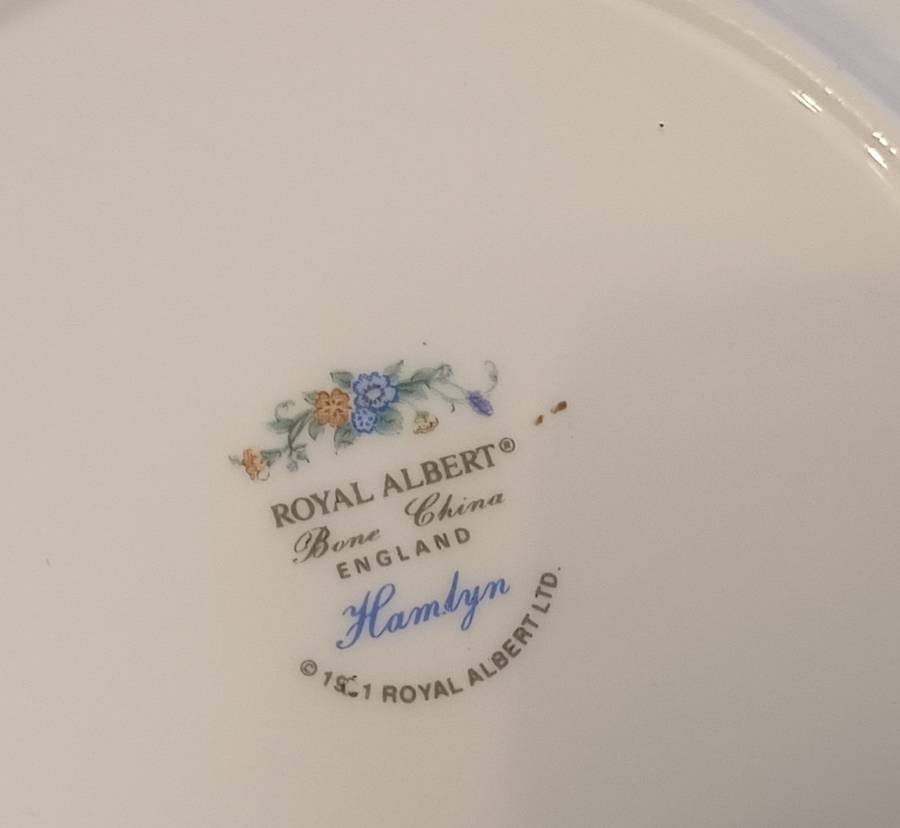 ROYAL ALBERT®
Bone China
ENGLAND
Hamlyn
© ROYAL ALBERT LTD.